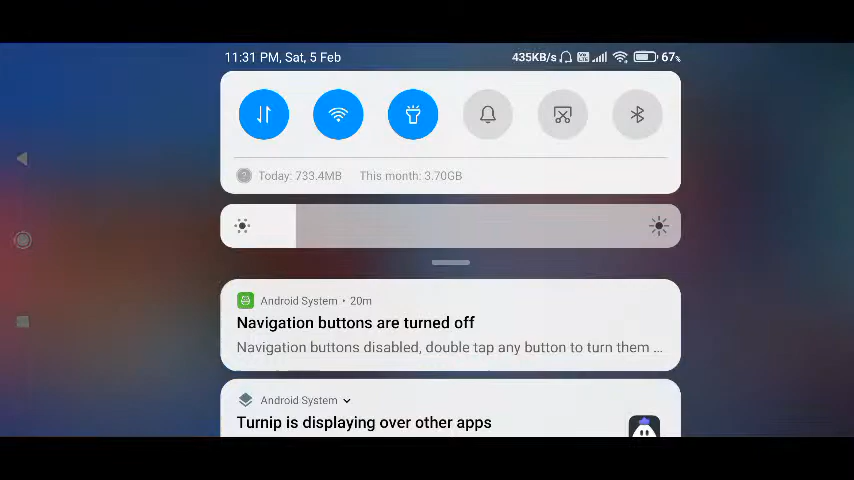 11:31 PM, Sat, 5 Feb 435KB/s 67%
Today: 733.4MB This month: 3.70GB
Android System • 20m
Navigation buttons are turned off
Navigation buttons disabled, double tap any button to turn them ...
Android System
Turnip is displaying over other apps